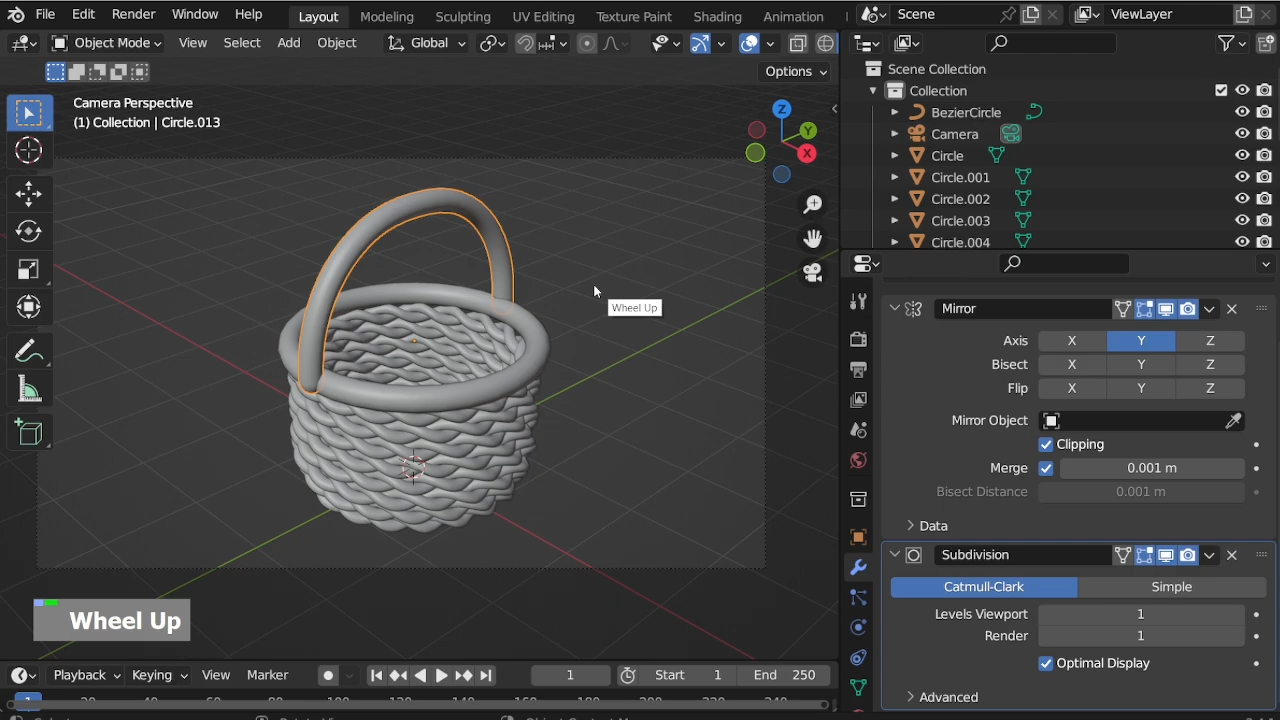 File Edit Render Window Help Layout Modeling Sculpting UV Editing Texture Paint Shading Animation Scene ViewLayer
Object Mode View Select Add Object Global
Options
Camera Perspective
(1) Collection | Circle.013
Z
Y
X
Wheel Up
Wheel Up
Scene Collection
Collection
BezierCircle
Camera
Circle
Circle.001
Circle.002
Circle.003
Circle.004
Mirror
Axis X Y Z
Bisect X Y Z
Flip X Y Z
Mirror Object
Clipping
Merge 0.001 m
Bisect Distance 0.001 m
Data
Subdivision
Catmull-Clark Simple
Levels Viewport 1
Render 1
Optimal Display
Advanced
Playback Keying View Marker 1 Start 1 End 250